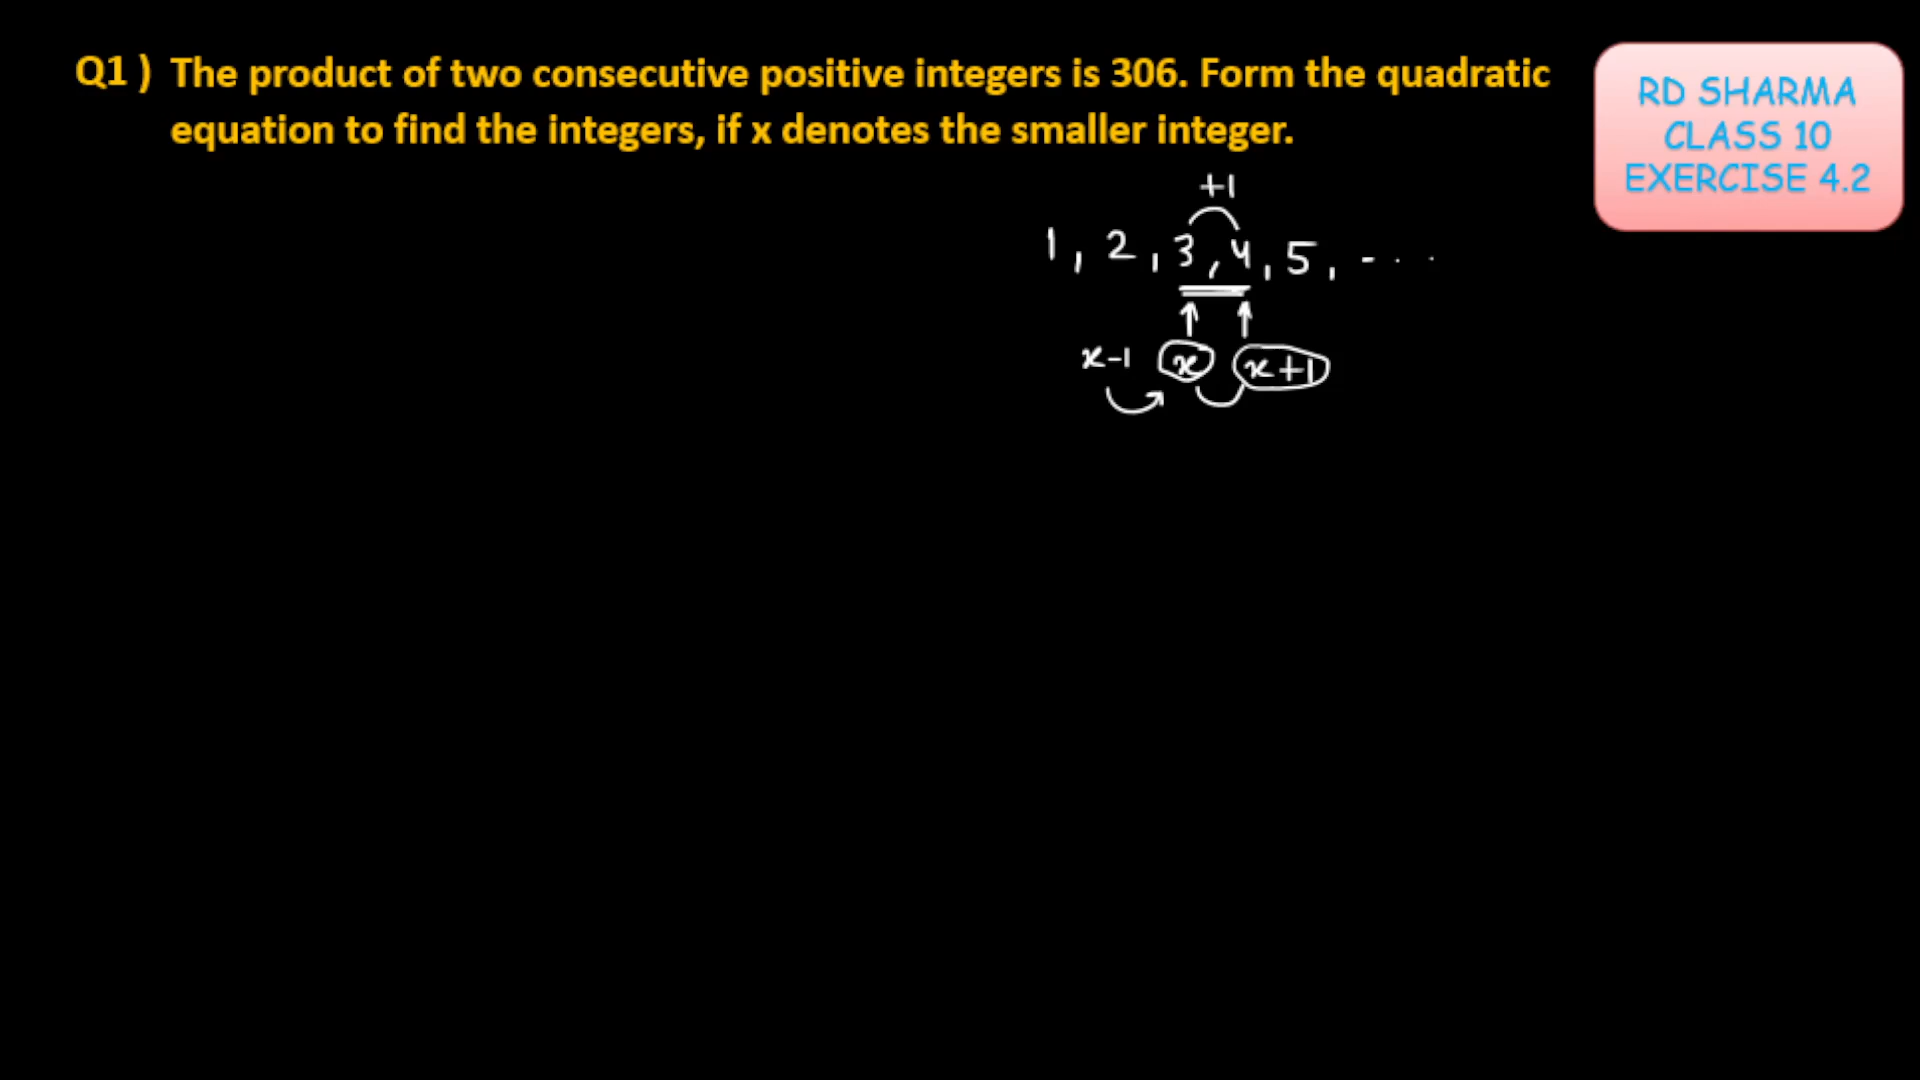 Q1 ) The product of two consecutive positive integers is 306. Form the quadratic
equation to find the integers, if x denotes the smaller integer.
RD SHARMA
CLASS 10
EXERCISE 4.2
+1
1, 2, 3, 4, 5, - . . .
x-1 x x+1